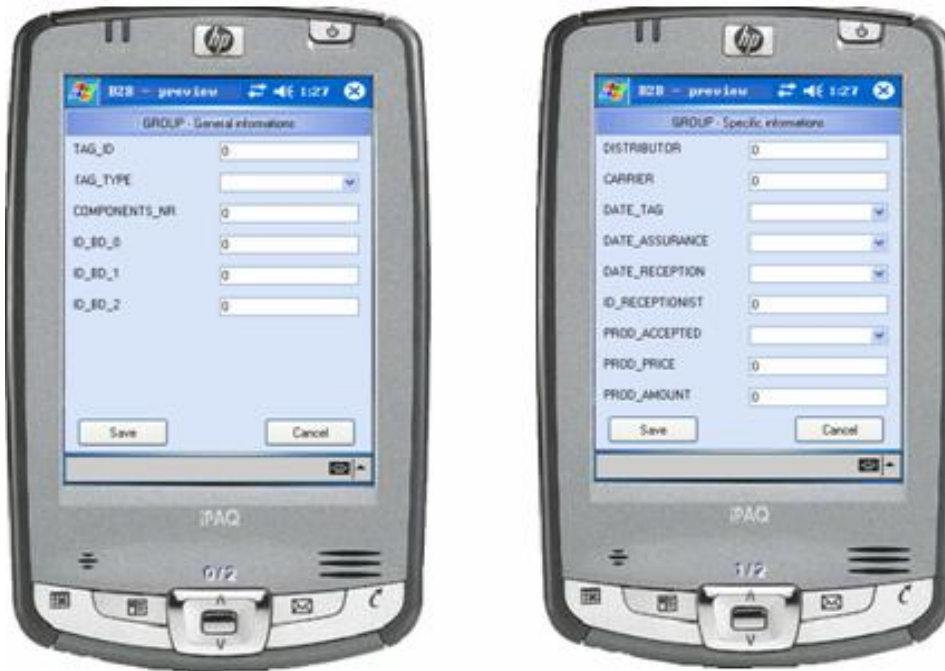 hp
B2B - preview 1:27
GROUP - General informations
TAG_ID 0
TAG_TYPE
COMPONENTS_NR 0
ID_BD_0 0
ID_BD_1 0
ID_BD_2 0
Save Cancel
iPAQ
0/2
hp
B2B - preview 1:27
GROUP - Specific informations
DISTRIBUTOR 0
CARRIER 0
DATE_TAG
DATE_ASSURANCE
DATE_RECEPTION
ID_RECEPTIONIST 0
PROD_ACCEPTED
PROD_PRICE 0
PROD_AMOUNT 0
Save Cancel
iPAQ
1/2